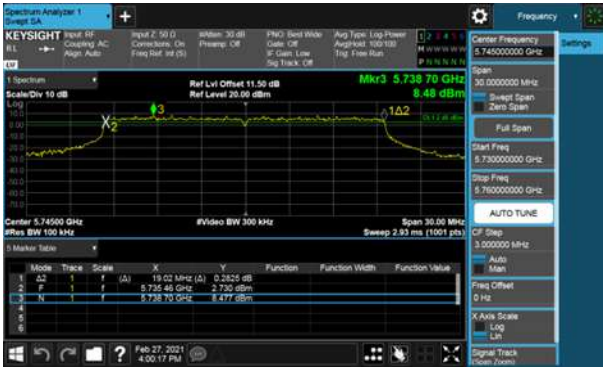 Spectrum Analyzer 1
Swept SA
+
Frequency
KEYSIGHT
Input: RF
Coupling: AC
Align: Auto
Input Z: 50 Ω
Corrections: On
Freq Ref: Int (S)
#Atten: 30 dB
Preamp: Off
PNO: Best Wide
Gate: Off
IF Gain: Low
Sig Track: Off
Avg Type: Log-Power
Avg|Hold: 100/100
Trig: Free Run
Center Frequency
5.745000000 GHz
Settings
Span
30.0000000 MHz
Swept Span
Zero Span
Full Span
Start Freq
5.730000000 GHz
Stop Freq
5.760000000 GHz
AUTO TUNE
CF Step
3.000000 MHz
Auto
Man
Freq Offset
0 Hz
X Axis Scale
Log
Lin
Signal Track
(Span Zoom)
1 Spectrum
Scale/Div 10 dB
Ref Lvl Offset 11.50 dB
Ref Level 20.00 dBm
Mkr3 5.738 70 GHz
8.48 dBm
Log
10.0
0.00
3
2
1Δ2
Center 5.74500 GHz
#Res BW 100 kHz
#Video BW 300 kHz
Span 30.00 MHz
Sweep 2.93 ms (1001 pts)
5 Marker Table
Mode Trace Scale X Y Function Function Width Function Value
1 Δ2 1 f (Δ) 19.02 MHz (Δ) 0.2825 dB
2 F 1 f 5.735 46 GHz 2.730 dBm
3 N 1 f 5.738 70 GHz 8.477 dBm
4
5
6
?
Feb 27, 2021
4:00:17 PM